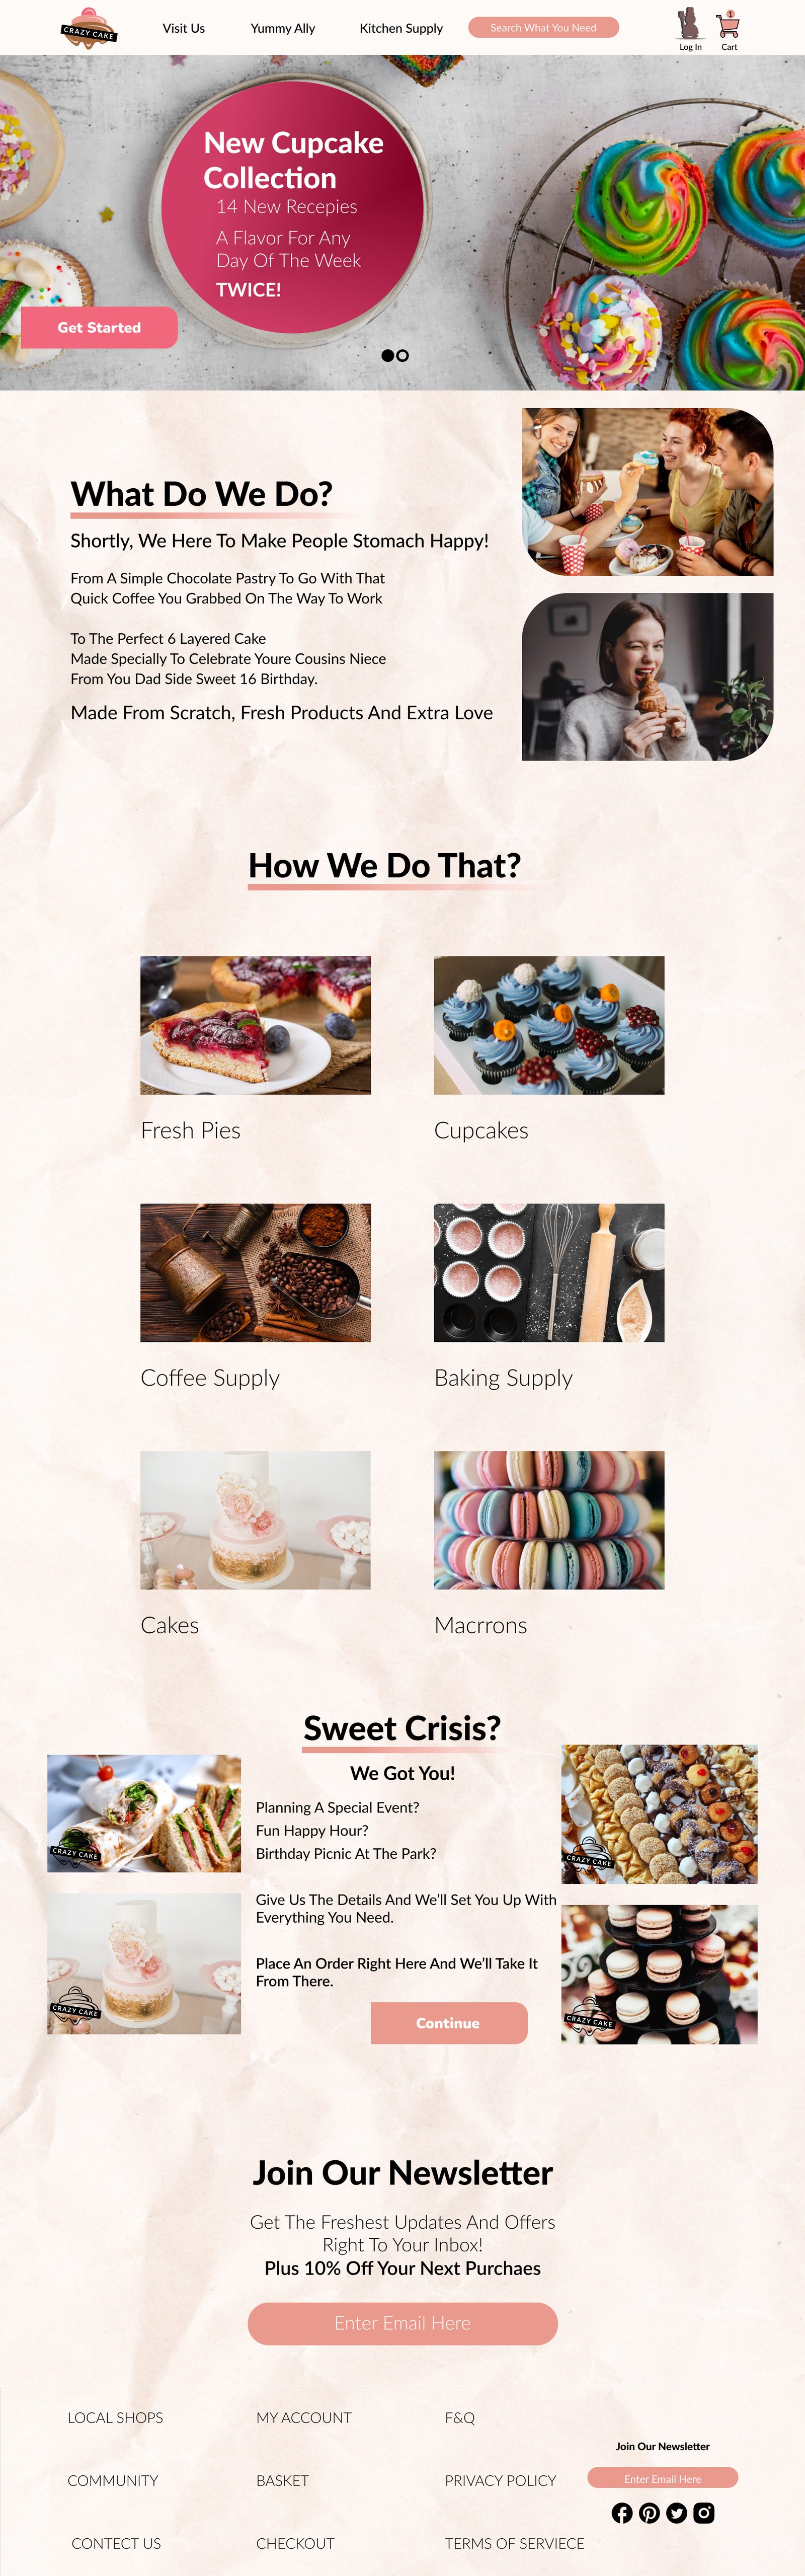 CRAZY CAKE
Visit Us
Yummy Ally
Kitchen Supply
Search What You Need
1
Log In
Cart
New Cupcake
Collection
14 New Recepies
A Flavor For Any
Day Of The Week
TWICE!
Get Started
What Do We Do?
Shortly, We Here To Make People Stomach Happy!
From A Simple Chocolate Pastry To Go With That
Quick Coffee You Grabbed On The Way To Work
To The Perfect 6 Layered Cake
Made Specially To Celebrate Youre Cousins Niece
From You Dad Side Sweet 16 Birthday.
Made From Scratch, Fresh Products And Extra Love
How We Do That?
Fresh Pies
Cupcakes
Coffee Supply
Baking Supply
Cakes
Macrrons
Sweet Crisis?
We Got You!
Planning A Special Event?
Fun Happy Hour?
Birthday Picnic At The Park?
Give Us The Details And We'll Set You Up With
Everything You Need.
Place An Order Right Here And We'll Take It
From There.
Continue
CRAZY CAKE
CRAZY CAKE
CRAZY CAKE
CRAZY CAKE
Join Our Newsletter
Get The Freshest Updates And Offers
Right To Your Inbox!
Plus 10% Off Your Next Purchaes
Enter Email Here
LOCAL SHOPS
MY ACCOUNT
F&Q
Join Our Newsletter
COMMUNITY
BASKET
PRIVACY POLICY
Enter Email Here
CONTECT US
CHECKOUT
TERMS OF SERVIECE